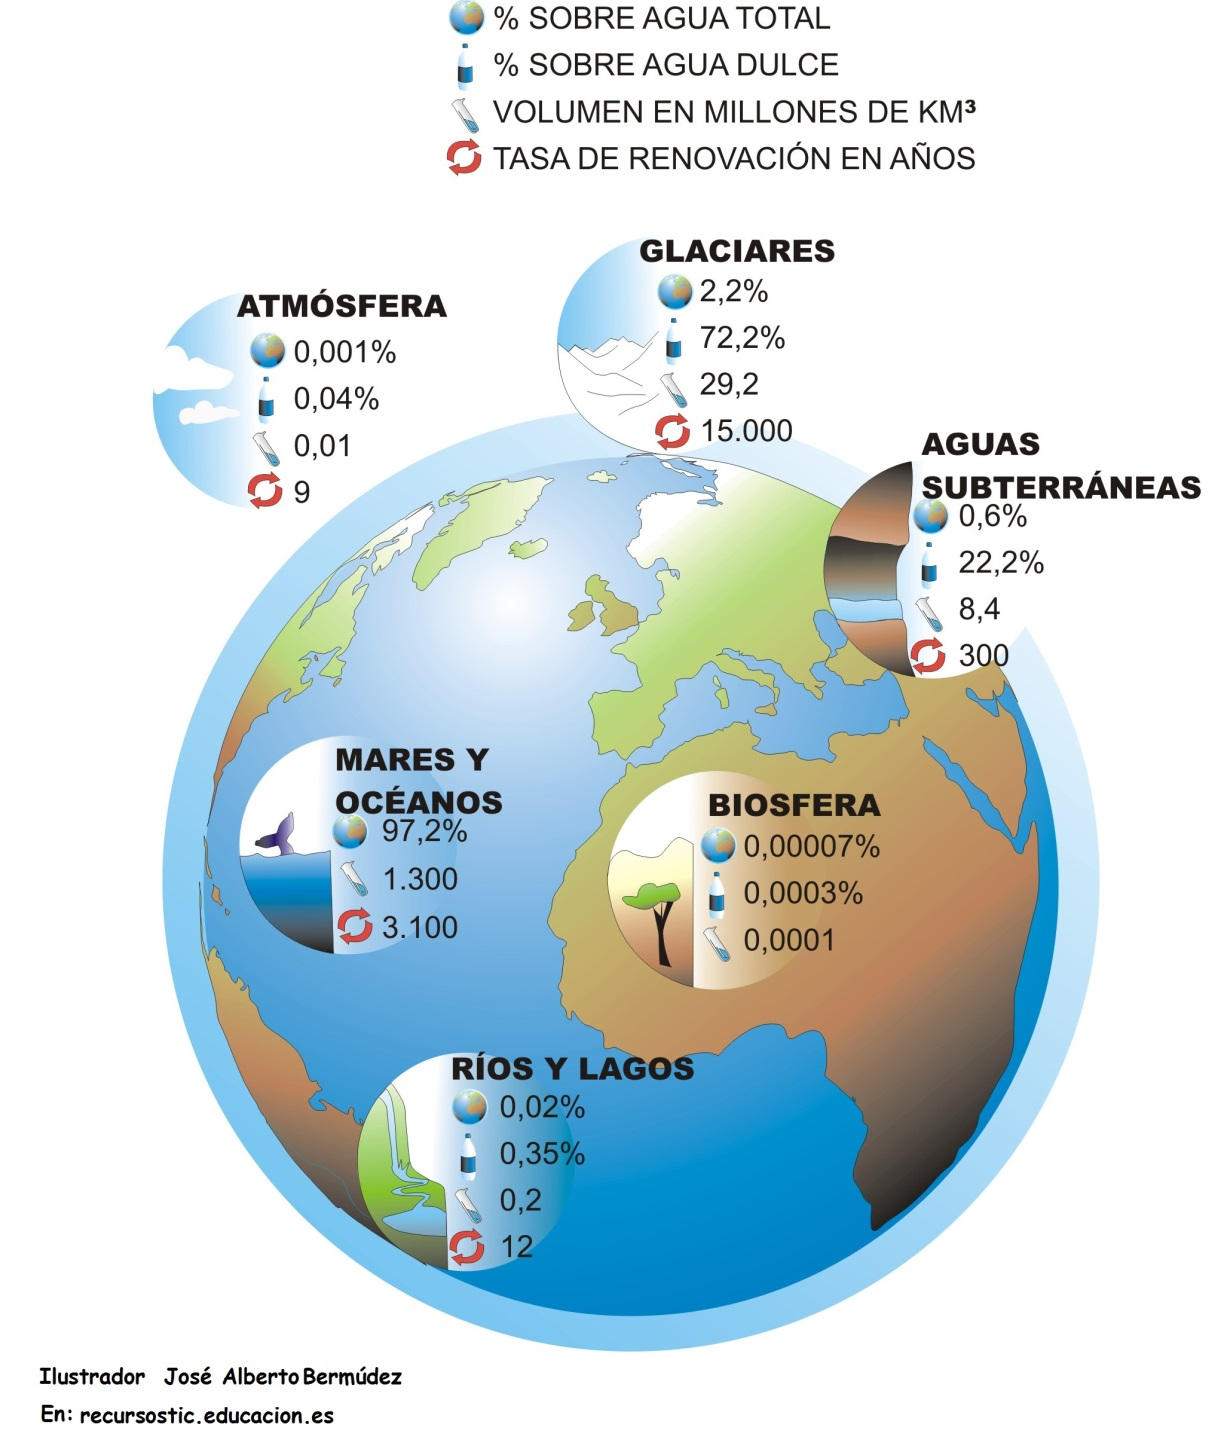 % SOBRE AGUA TOTAL
% SOBRE AGUA DULCE
VOLUMEN EN MILLONES DE KM³
TASA DE RENOVACIÓN EN AÑOS
GLACIARES
2,2%
72,2%
29,2
15.000
ATMÓSFERA
0,001%
0,04%
0,01
9
AGUAS
SUBTERRÁNEAS
0,6%
22,2%
8,4
300
MARES Y
OCÉANOS
97,2%
1.300
3.100
BIOSFERA
0,00007%
0,0003%
0,0001
RÍOS Y LAGOS
0,02%
0,35%
0,2
12
Ilustrador José Alberto Bermúdez
En: recursostic.educacion.es